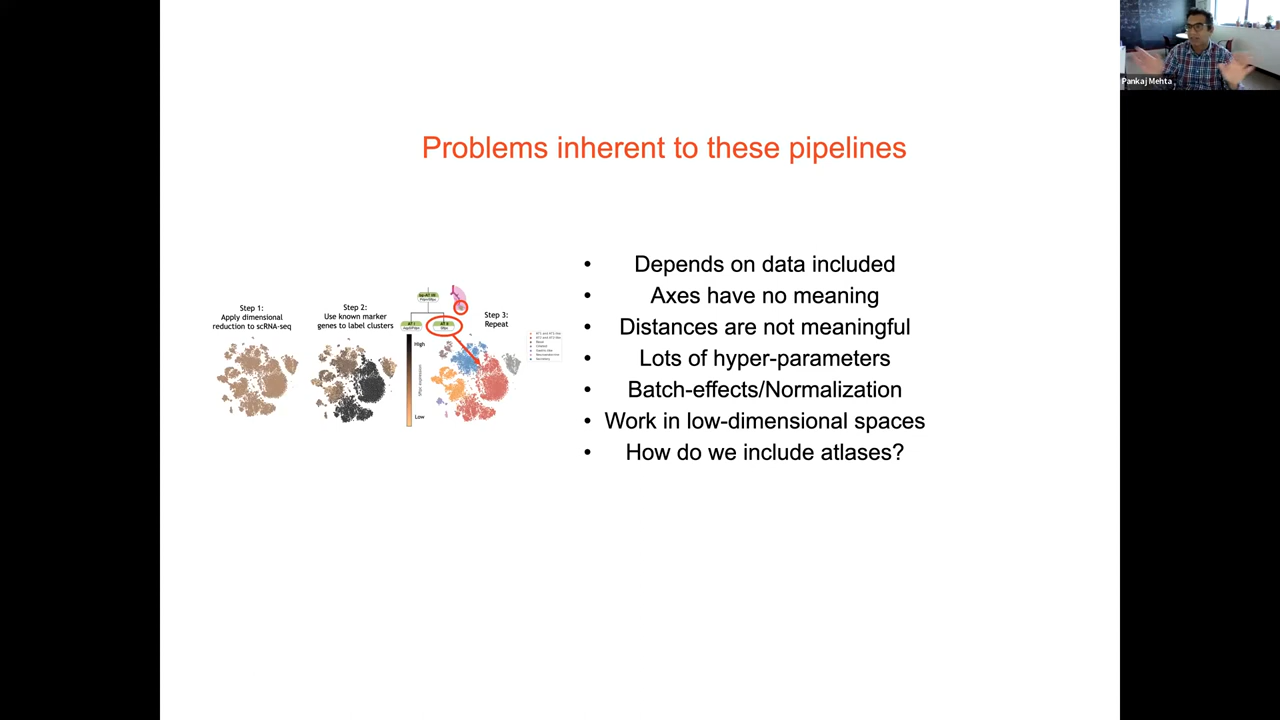 Pankaj Mehta
Problems inherent to these pipelines
Step 1:
Apply dimensional
reduction to scRNA-seq
Step 2:
Use known marker
genes to label clusters
Step 3:
Repeat
High
Low
• Depends on data included
• Axes have no meaning
• Distances are not meaningful
• Lots of hyper-parameters
• Batch-effects/Normalization
• Work in low-dimensional spaces
• How do we include atlases?